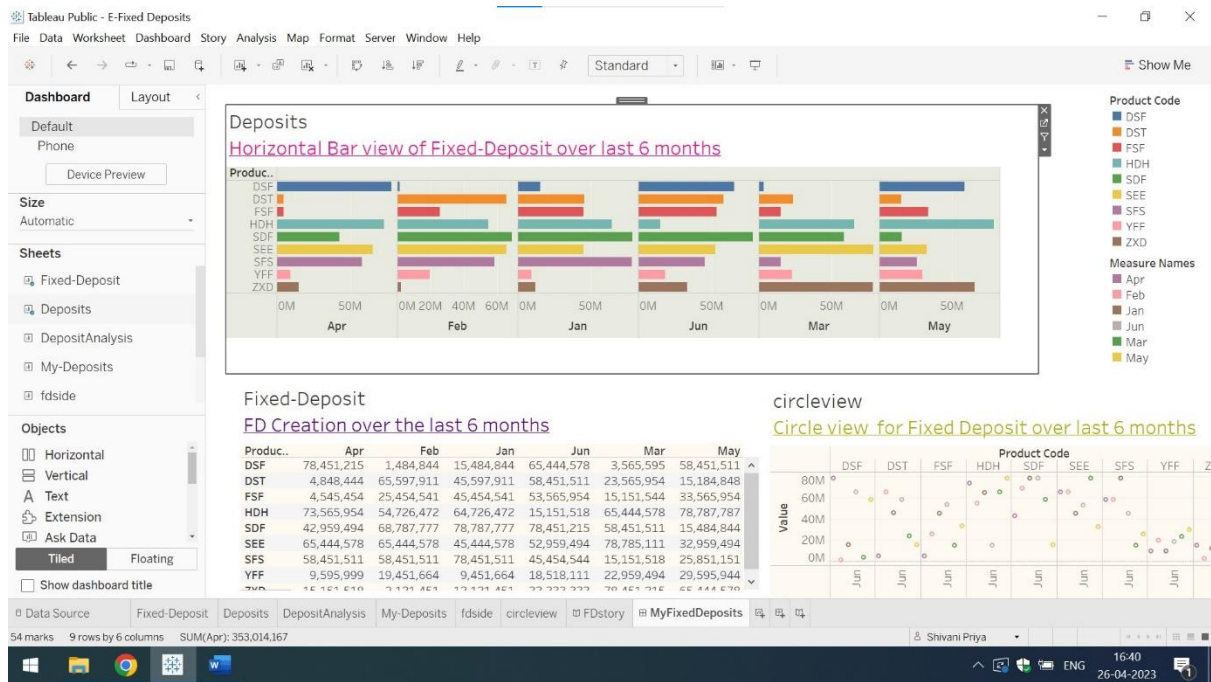 Tableau Public - E-Fixed Deposits
File Data Worksheet Dashboard Story Analysis Map Format Server Window Help
Standard
Show Me
Dashboard Layout
Default
Phone
Device Preview
Size
Automatic
Sheets
Fixed-Deposit
Deposits
DepositAnalysis
My-Deposits
fdside
Objects
Horizontal
Vertical
Text
Extension
Ask Data
Tiled Floating
Show dashboard title
Deposits
Horizontal Bar view of Fixed-Deposit over last 6 months
Produc..
DSF
DST
FSF
HDH
SDF
SEE
SFS
YFF
ZXD
0M 50M 0M 20M 40M 60M 0M 50M 0M 50M 0M 50M 0M 50M
Apr Feb Jan Jun Mar May
Product Code
DSF
DST
FSF
HDH
SDF
SEE
SFS
YFF
ZXD
Measure Names
Apr
Feb
Jan
Jun
Mar
May
Fixed-Deposit
FD Creation over the last 6 months
Produc.. Apr Feb Jan Jun Mar May
DSF 78,451,215 1,484,844 15,484,844 65,444,578 3,565,595 58,451,511
DST 4,848,444 65,597,911 45,597,911 58,451,511 23,565,954 15,184,848
FSF 4,545,454 25,454,541 45,454,541 53,565,954 15,151,544 33,565,954
HDH 73,565,954 54,726,472 64,726,472 15,151,518 65,444,578 78,787,787
SDF 42,959,494 68,787,777 78,787,777 78,451,215 58,451,511 15,484,844
SEE 65,444,578 65,444,578 45,444,578 52,959,494 78,785,111 32,959,494
SFS 58,451,511 58,451,511 78,451,511 45,454,544 15,151,518 25,851,151
YFF 9,595,999 19,451,664 9,451,664 18,518,111 22,959,494 29,595,944
circleview
Circle view for Fixed Deposit over last 6 months
Product Code
DSF DST FSF HDH SDF SEE SFS YFF Z
Value
80M
60M
40M
20M
0M
Jun Jun Jun Jun Jun Jun Jun Jun
Data Source Fixed-Deposit Deposits DepositAnalysis My-Deposits fdside circleview FDstory MyFixedDeposits
54 marks 9 rows by 6 columns SUM(Apr): 353,014,167
Shivani Priya
ENG
16:40
26-04-2023